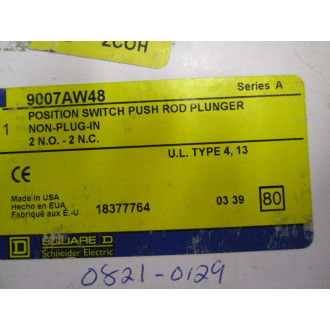 2COH
9007AW48
Series A
POSITION SWITCH PUSH ROD PLUNGER
1 NON-PLUG-IN
2 N.O. - 2 N.C.
U.L. TYPE 4, 13
CE
Made in USA
Hecho en EUA
Fabriqué aux É.-U.
18377764
03 39
80
D SQUARE D
Schneider Electric
0821-0129